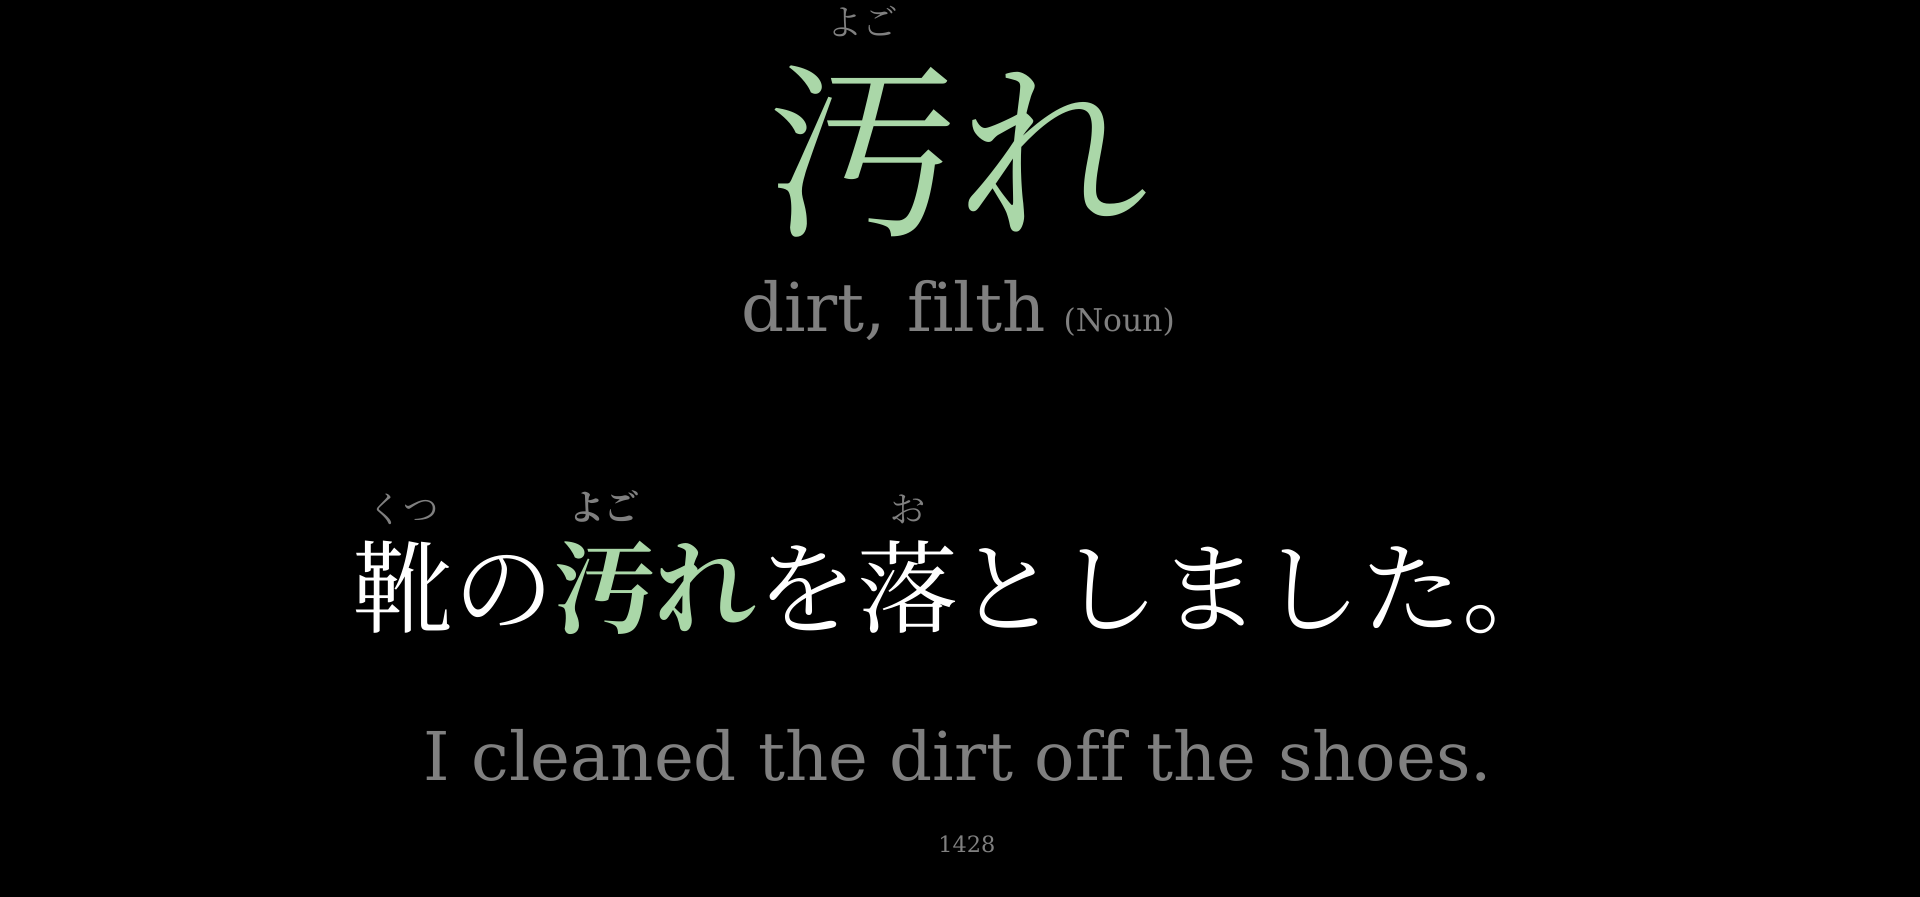 よご
汚れ
dirt, filth (Noun)
くつ よご お
靴の汚れを落としました。
I cleaned the dirt off the shoes.
1428